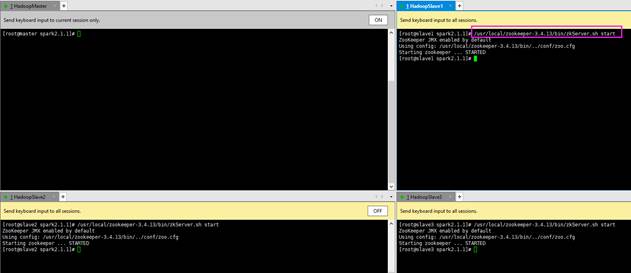 1 HadoopMaster
Send keyboard input to current session only.
ON
[root@master spark2.1.1]#
1 HadoopSlave1
Send keyboard input to all sessions.
[root@slave1 spark2.1.1]# /usr/local/zookeeper-3.4.13/bin/zkServer.sh start
ZooKeeper JMX enabled by default
Using config: /usr/local/zookeeper-3.4.13/bin/../conf/zoo.cfg
Starting zookeeper ... STARTED
[root@slave1 spark2.1.1]#
1 HadoopSlave2
Send keyboard input to all sessions.
OFF
[root@slave2 spark2.1.1]# /usr/local/zookeeper-3.4.13/bin/zkServer.sh start
ZooKeeper JMX enabled by default
Using config: /usr/local/zookeeper-3.4.13/bin/../conf/zoo.cfg
Starting zookeeper ... STARTED
[root@slave2 spark2.1.1]#
1 HadoopSlave3
Send keyboard input to all sessions.
[root@slave3 spark2.1.1]# /usr/local/zookeeper-3.4.13/bin/zkServer.sh start
ZooKeeper JMX enabled by default
Using config: /usr/local/zookeeper-3.4.13/bin/../conf/zoo.cfg
Starting zookeeper ... STARTED
[root@slave3 spark2.1.1]#